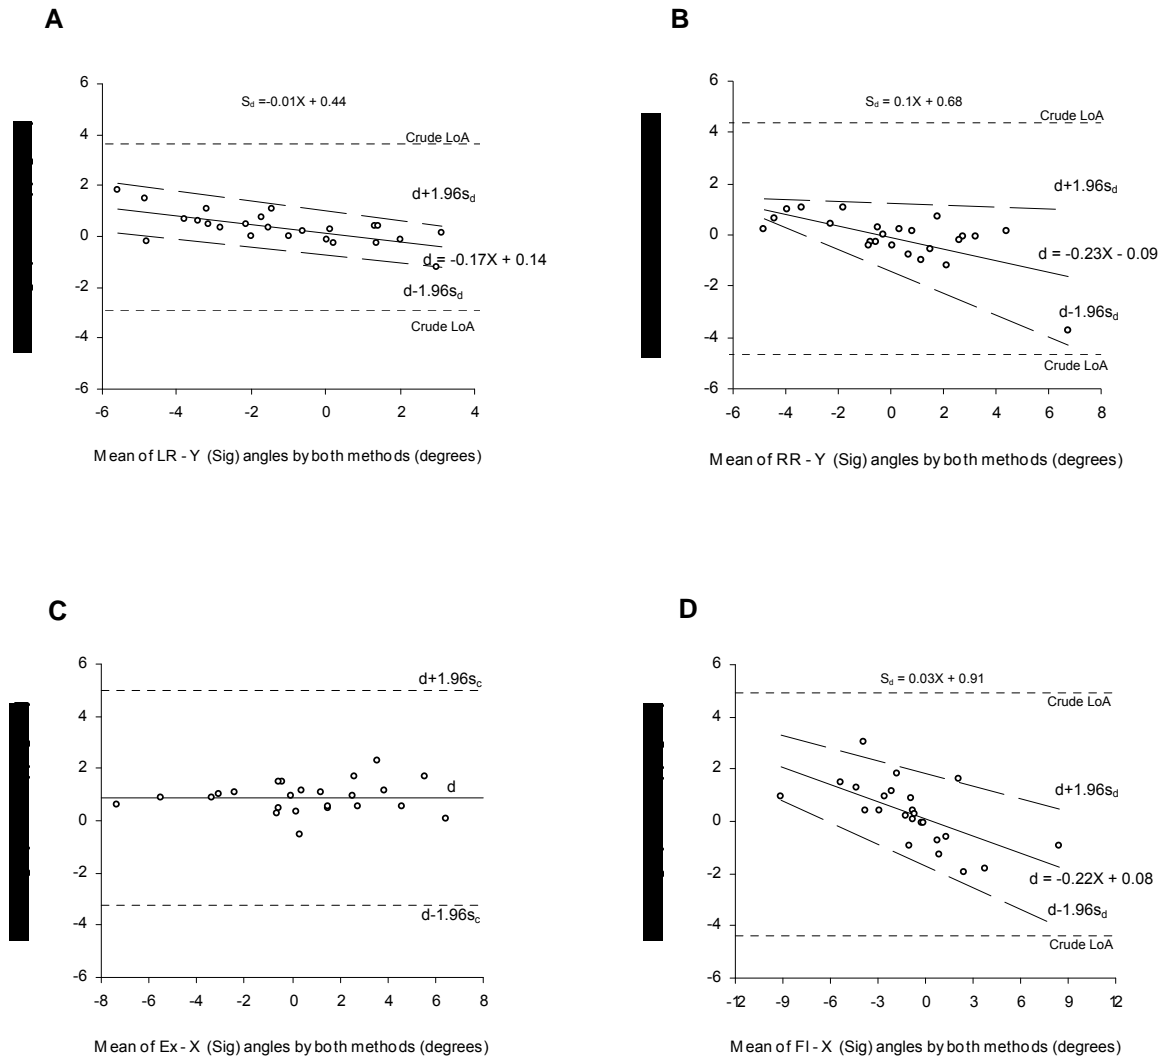 A
6
4
2
0
-2
-4
-6
S_d =-0.01X + 0.44
Crude LoA
d+1.96s_d
d = -0.17X + 0.14
d-1.96s_d
Crude LoA
-6 -4 -2 0 2 4
Mean of LR - Y (Sig) angles by both methods (degrees)
B
6
4
2
0
-2
-4
-6
S_d = 0.1X + 0.68
Crude LoA
d+1.96s_d
d = -0.23X - 0.09
d-1.96s_d
Crude LoA
-6 -4 -2 0 2 4 6 8
Mean of RR - Y (Sig) angles by both methods (degrees)
C
6
4
2
0
-2
-4
-6
d+1.96s_c
d
d-1.96s_c
-8 -6 -4 -2 0 2 4 6 8
Mean of Ex - X (Sig) angles by both methods (degrees)
D
6
4
2
0
-2
-4
-6
S_d = 0.03X + 0.91
Crude LoA
d+1.96s_d
d = -0.22X + 0.08
d-1.96s_d
Crude LoA
-12 -9 -6 -3 0 3 6 9 12
Mean of Fl - X (Sig) angles by both methods (degrees)